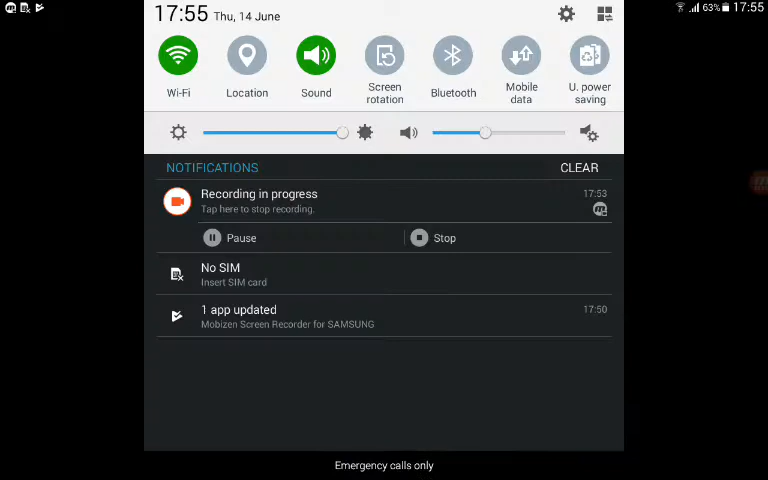 63% 17:55
17:55 Thu, 14 June
Wi-Fi
Location
Sound
Screen
rotation
Bluetooth
Mobile
data
U. power
saving
NOTIFICATIONS CLEAR
Recording in progress 17:53
Tap here to stop recording.
Pause Stop
No SIM
Insert SIM card
1 app updated 17:50
Mobizen Screen Recorder for SAMSUNG
Emergency calls only